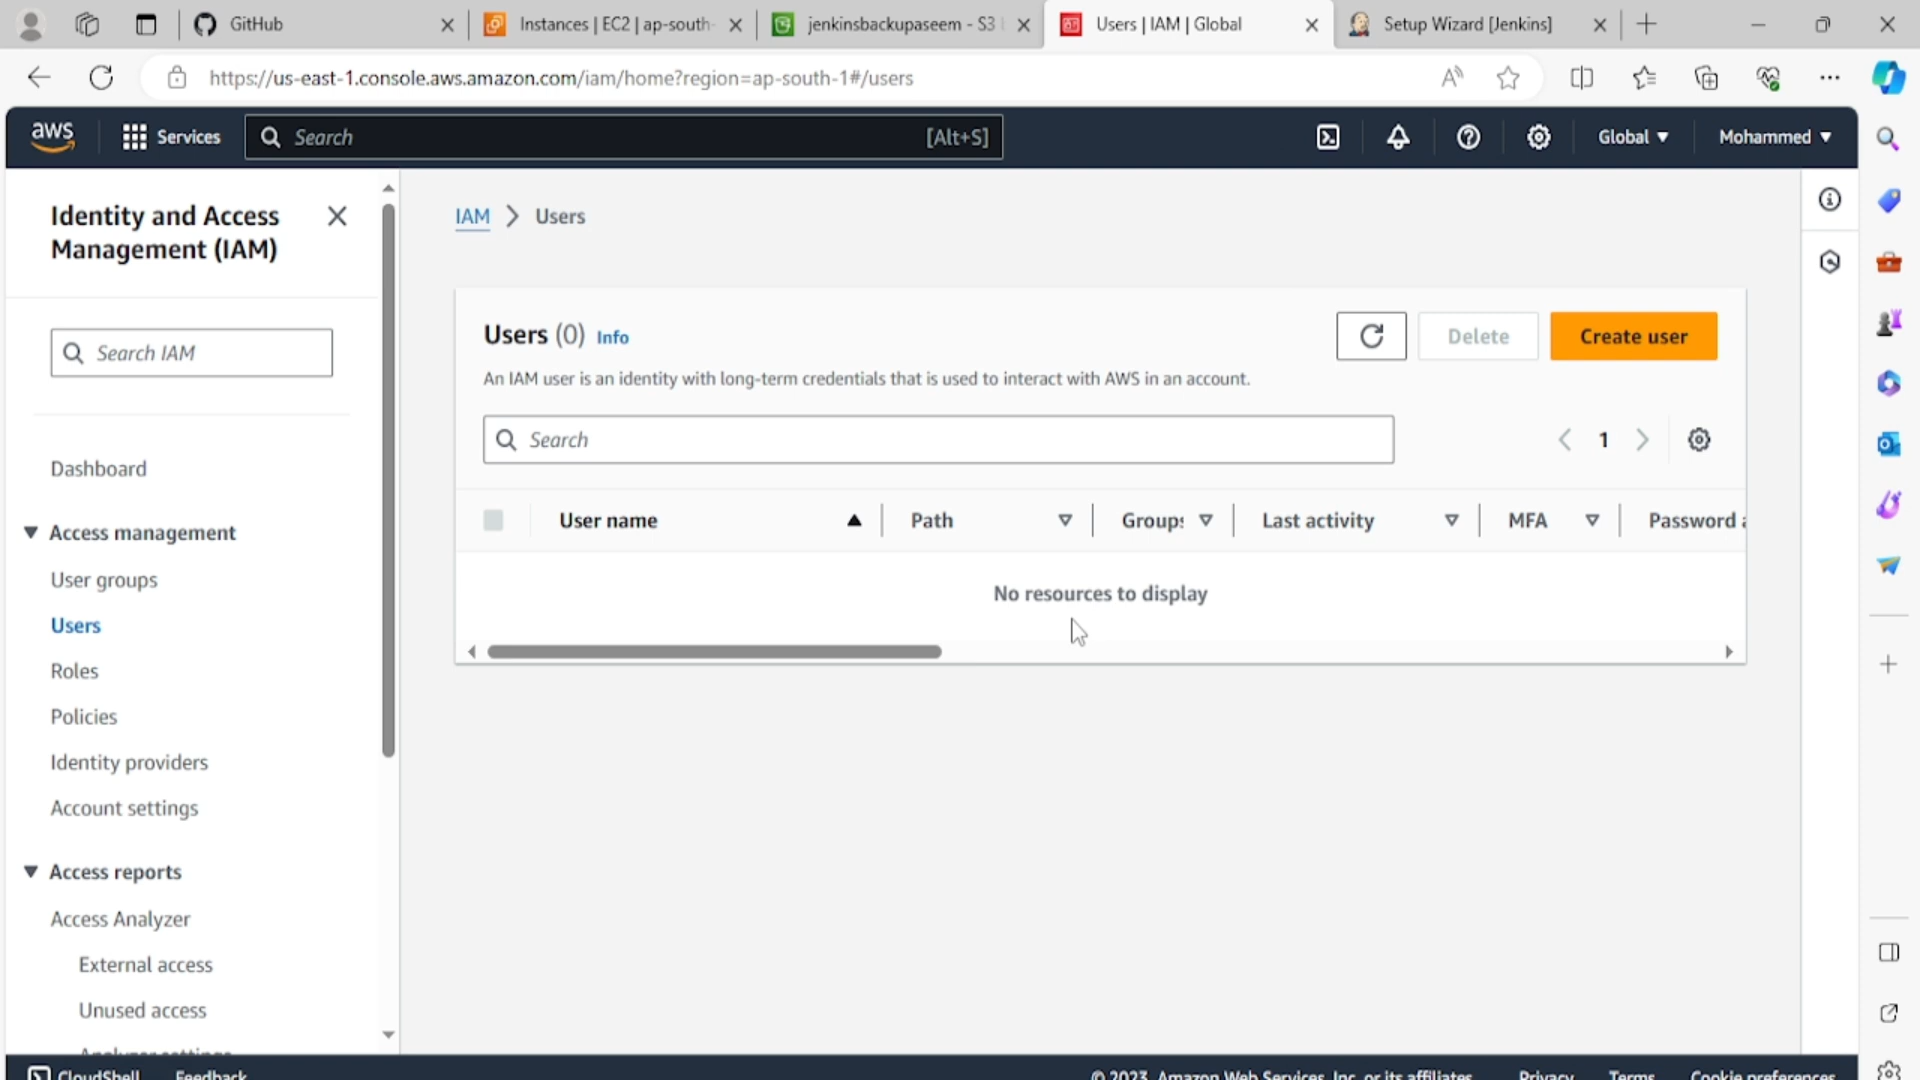 GitHub
Instances | EC2 | ap-south-
jenkinsbackupaseem - S3
Users | IAM | Global
Setup Wizard [Jenkins]
https://us-east-1.console.aws.amazon.com/iam/home?region=ap-south-1#/users
aws
Services
Search
[Alt+S]
Global
Mohammed
Identity and Access
Management (IAM)
Search IAM
Dashboard
Access management
User groups
Users
Roles
Policies
Identity providers
Account settings
Access reports
Access Analyzer
External access
Unused access
Analyzer settings
IAM > Users
Users (0) Info
Delete
Create user
An IAM user is an identity with long-term credentials that is used to interact with AWS in an account.
Search
1
User name
Path
Group:
Last activity
MFA
Password a
No resources to display
CloudShell
Feedback
© 2023, Amazon Web Services, Inc. or its affiliates.
Privacy
Terms
Cookie preferences